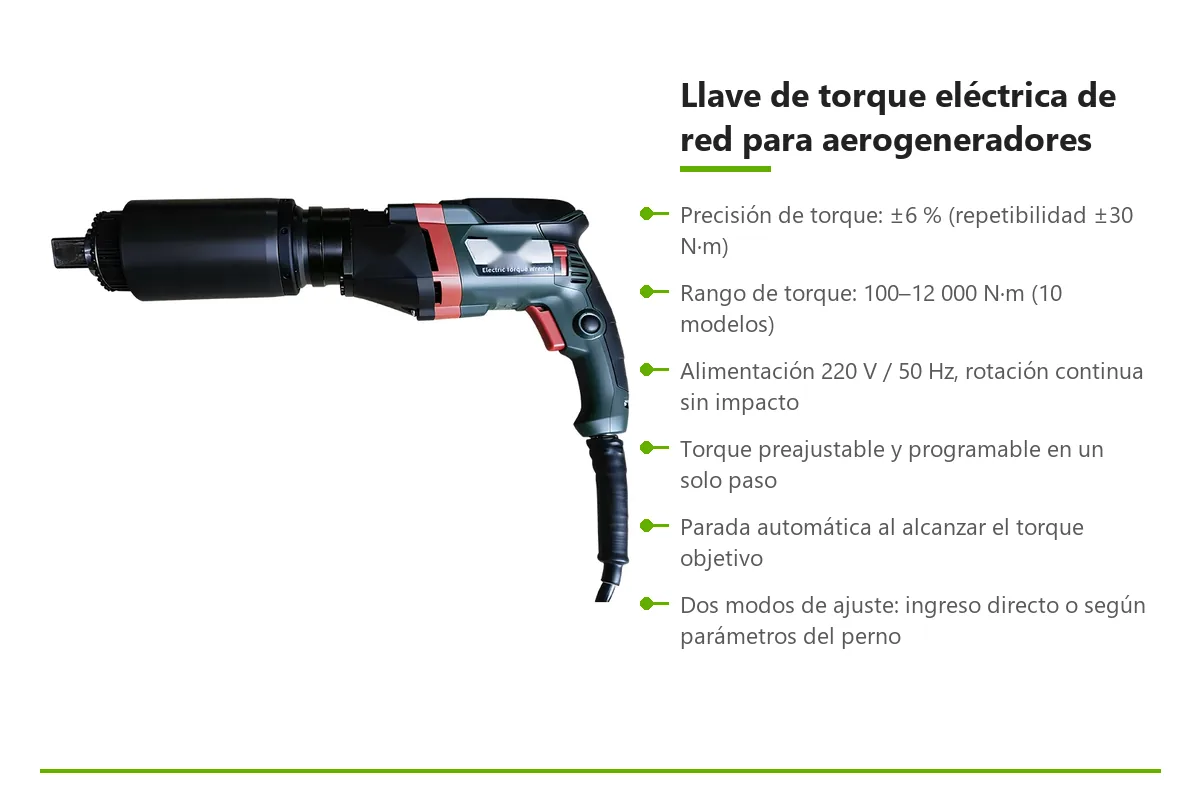 Llave de torque eléctrica de
red para aerogeneradores
Precisión de torque: ±6 % (repetibilidad ±30
N·m)
Rango de torque: 100–12 000 N·m (10
modelos)
Alimentación 220 V / 50 Hz, rotación continua
sin impacto
Torque preajustable y programable en un
solo paso
Parada automática al alcanzar el torque
objetivo
Dos modos de ajuste: ingreso directo o según
parámetros del perno
Electric Torque Wrench